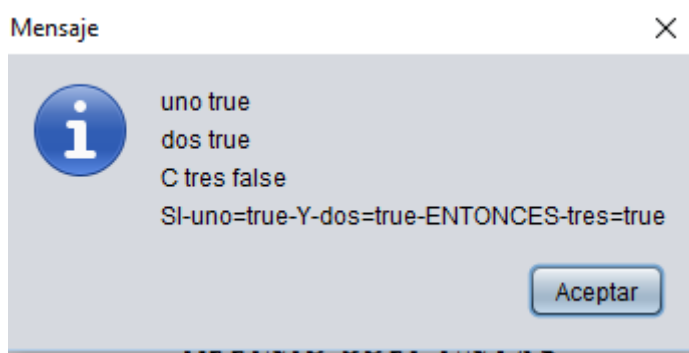 Mensaje
uno true
dos true
C tres false
SI-uno=true-Y-dos=true-ENTONCES-tres=true
Aceptar